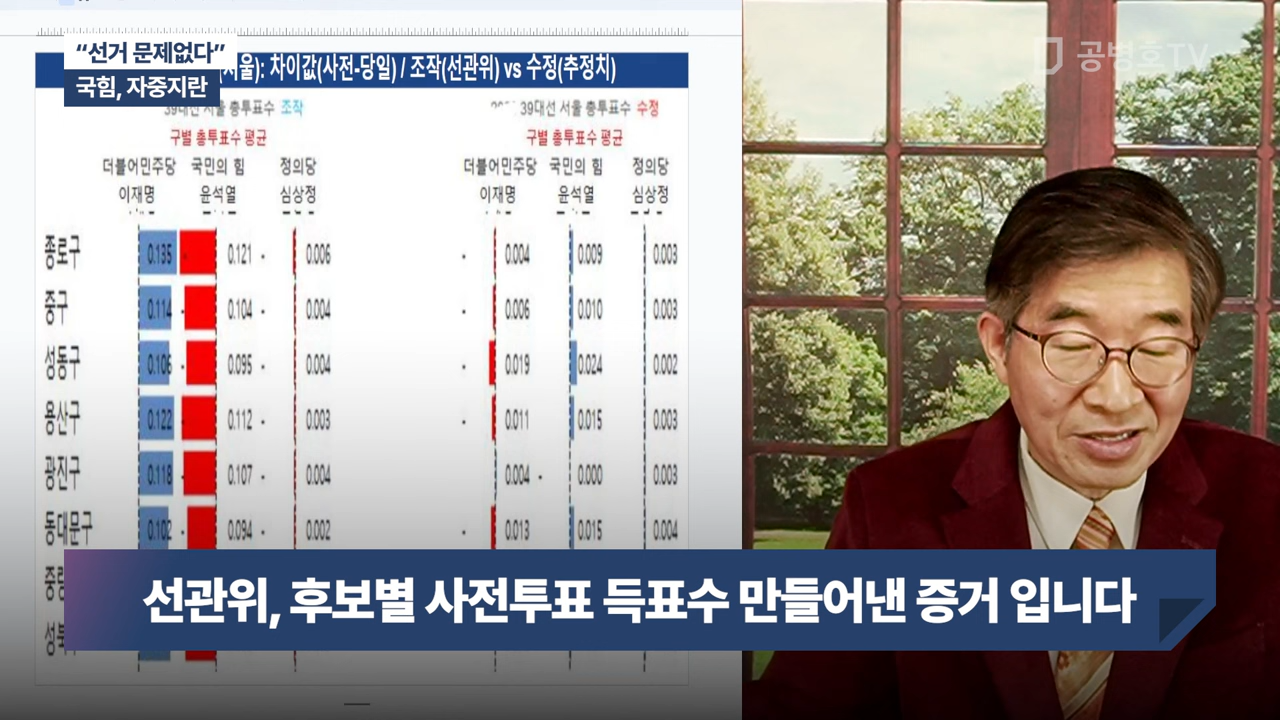 “선거 문제없다”
국힘, 자중지란
서울): 차이값(사전-당일) / 조작(선관위) vs 수정(추정치)
공병호TV
39대선 서울 총투표수 조작
39대선 서울 총투표수 수정
구별 총투표수 평균
구별 총투표수 평균
더불어민주당 국민의 힘 정의당
더불어민주당 국민의 힘 정의당
이재명 윤석열 심상정
이재명 윤석열 심상정
종로구 0.135 - 0.121 - 0.006 - 0.004 0.009 0.003
중구 0.114 - 0.104 - 0.004 - 0.006 0.010 0.003
성동구 0.106 - 0.095 - 0.004 - 0.019 0.024 0.002
용산구 0.122 - 0.112 - 0.003 - 0.011 0.015 0.003
광진구 0.118 - 0.107 - 0.004 0.004 - 0.000 0.003
동대문구 0.102 - 0.094 - 0.002 - 0.013 0.015 0.004
선관위, 후보별 사전투표 득표수 만들어낸 증거 입니다